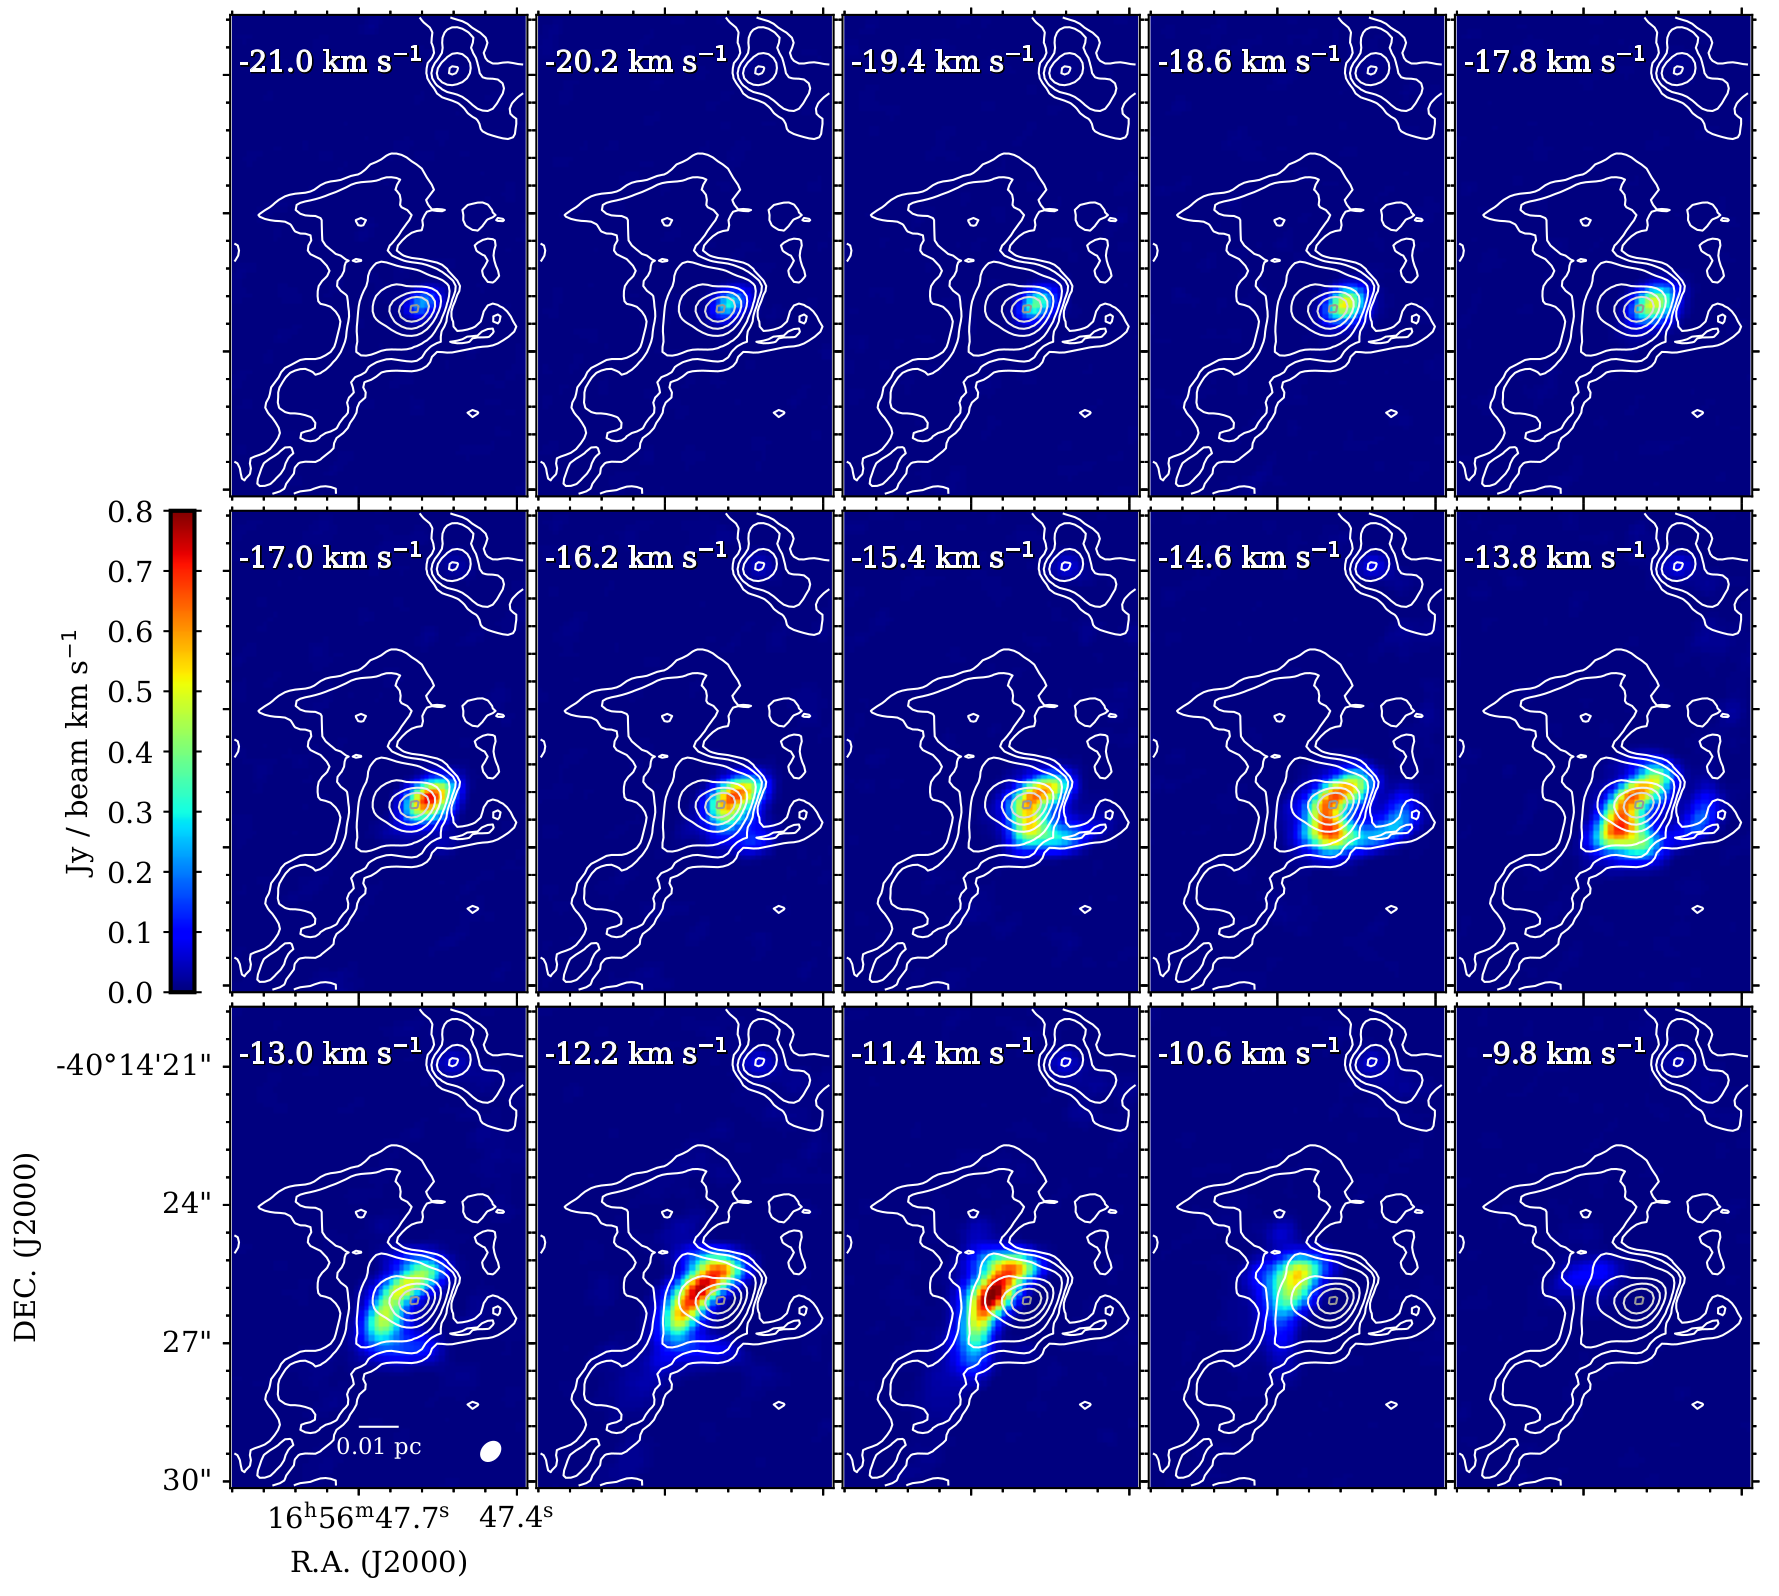 -21.0 km s⁻¹
-20.2 km s⁻¹
-19.4 km s⁻¹
-18.6 km s⁻¹
-17.8 km s⁻¹
-17.0 km s⁻¹
-16.2 km s⁻¹
-15.4 km s⁻¹
-14.6 km s⁻¹
-13.8 km s⁻¹
0.8
0.7
0.6
0.5
0.4
0.3
0.2
0.1
0.0
Jy / beam km s⁻¹
-13.0 km s⁻¹
-12.2 km s⁻¹
-11.4 km s⁻¹
-10.6 km s⁻¹
-9.8 km s⁻¹
-40°14'21"
24"
27"
30"
DEC. (J2000)
0.01 pc
16ʰ56ᵐ47.7ˢ
47.4ˢ
R.A. (J2000)